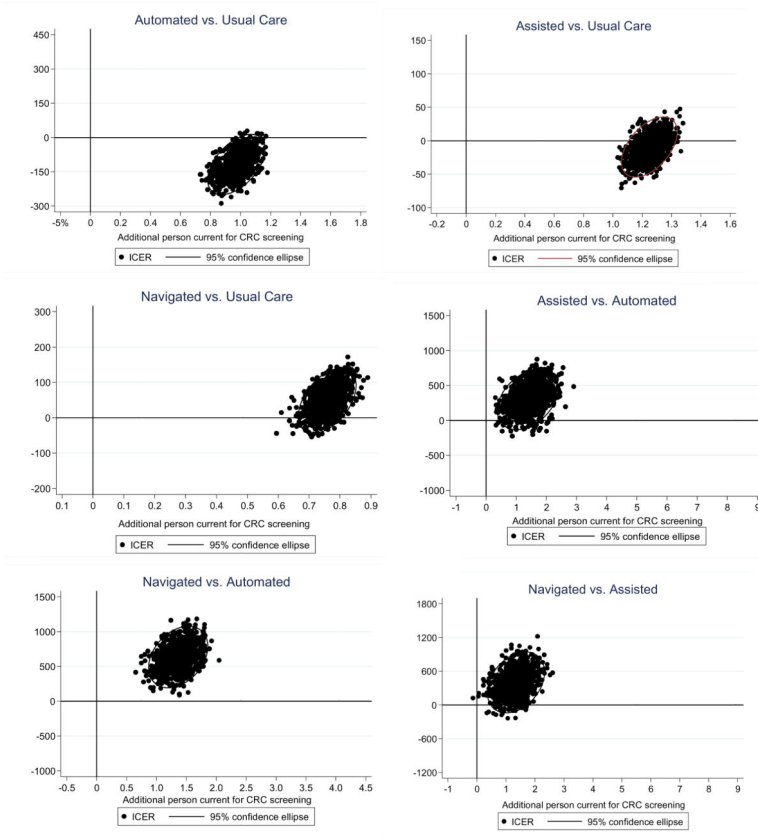 Automated vs. Usual Care
450
300
150
0
-150
-300
-5% 0 0.2 0.4 0.6 0.8 1.0 1.2 1.4 1.6 1.8
Additional person current for CRC screening
ICER 95% confidence ellipse
Assisted vs. Usual Care
150
100
50
0
-50
-100
-0.2 0 0.2 0.4 0.6 0.8 1.1 1.3 1.4 1.6
Additional person current for CRC screening
ICER 95% confidence ellipse
Navigated vs. Usual Care
300
200
100
0
-100
-200
0.1 0 0.1 0.2 0.3 0.4 0.5 0.6 0.7 0.8 0.9
Additional person current for CRC screening
ICER 95% confidence ellipse
Assisted vs. Automated
1500
1000
500
0
-500
-1000
-1 0 1 2 3 4 5 6 7 8 9
Additional person current for CRC screening
ICER 95% confidence ellipse
Navigated vs. Automated
1500
1000
500
0
-500
-1000
-0.5 0 0.5 1.0 1.5 2.0 2.5 3.0 3.5 4.0 4.5
Additional person current for CRC screening
ICER 95% confidence ellipse
Navigated vs. Assisted
1800
1200
600
0
-600
-1200
-1 0 1 2 3 4 5 6 7 8 9
Additional person current for CRC screening
ICER 95% confidence ellipse